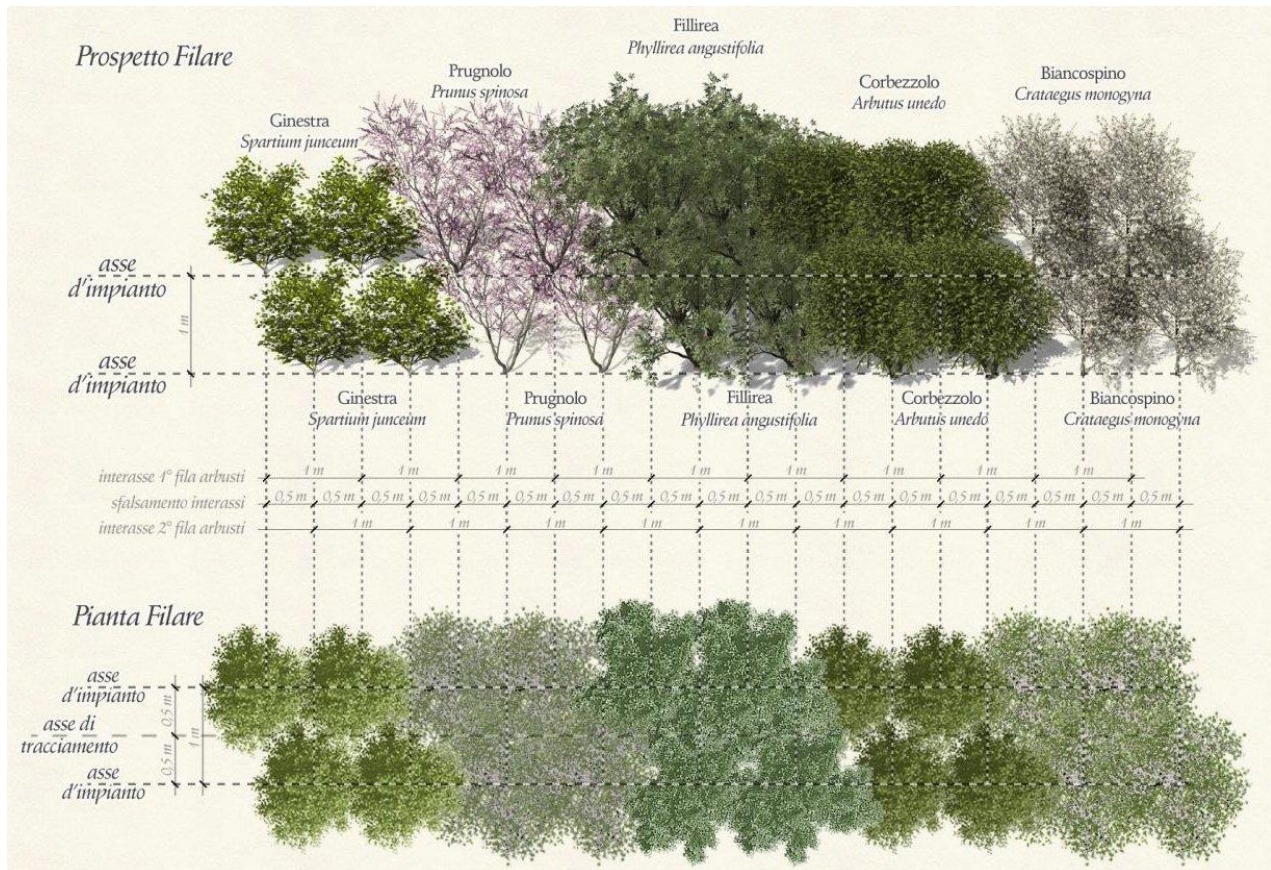 Prospetto Filare
Ginestra
Spartium junceum
Prugnolo
Prunus spinosa
Fillirea
Phyllirea angustifolia
Corbezzolo
Arbutus unedo
Biancospino
Crataegus monogyna
asse
d'impianto
1 m
asse
d'impianto
Ginestra
Spartium junceum
Prugnolo
Prunus spinosa
Fillirea
Phyllirea angustifolia
Corbezzolo
Arbutus unedo
Biancospino
Crataegus monogyna
interasse 1° fila arbusti 1 m 1 m 1 m 1 m 1 m 1 m 1 m 1 m 1 m
sfalsamento interassi 0,5 m 0,5 m 0,5 m 0,5 m 0,5 m 0,5 m 0,5 m 0,5 m 0,5 m 0,5 m 0,5 m 0,5 m 0,5 m 0,5 m 0,5 m 0,5 m 0,5 m 0,5 m 0,5 m
interasse 2° fila arbusti 1 m 1 m 1 m 1 m 1 m 1 m 1 m 1 m 1 m
Pianta Filare
asse
d'impianto
0,5 m
asse di
tracciamento
1 m
0,5 m
asse
d'impianto